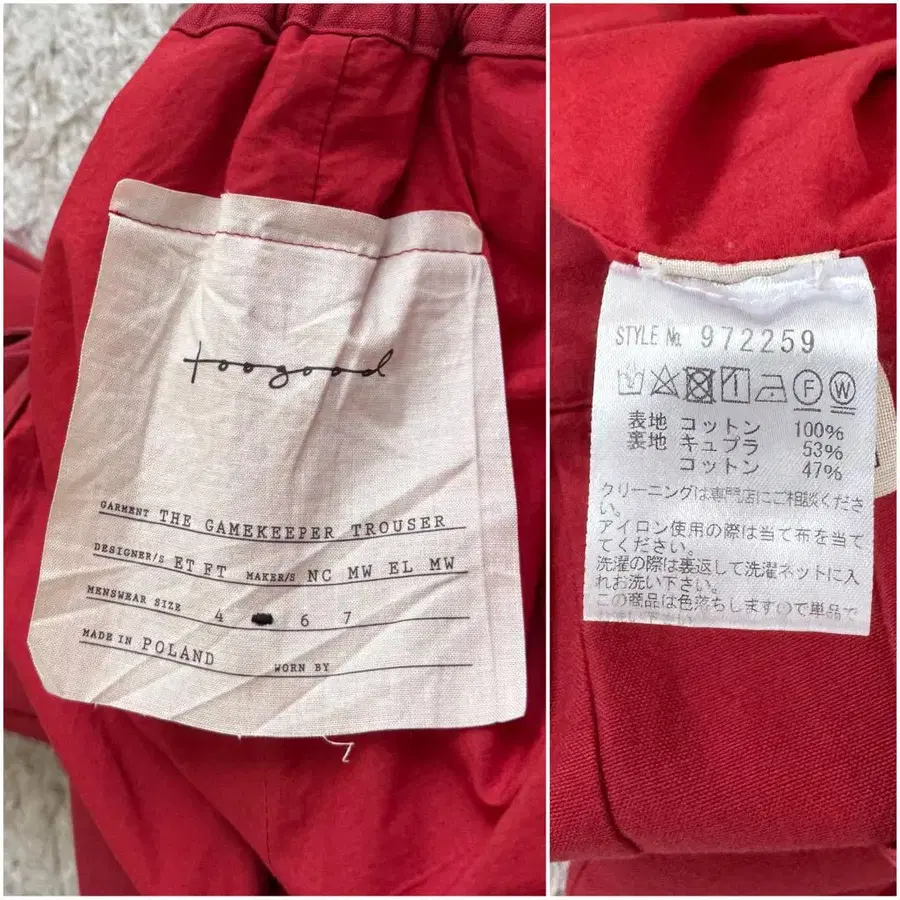 toogood
GARMENT THE GAMEKEEPER TROUSER
DESIGNER/S ET FT MAKER/S NC MW EL MW
MENSWEAR SIZE 4 6 7
MADE IN POLAND WORN BY
STYLE No. 972259
F W
表地 コットン 100%
裏地 キュプラ 53%
コットン 47%
クリーニングは専門店にご相談くださ
い。
アイロン使用の際は当て布を当て
てください。
洗濯の際は裏返して洗濯ネットに入
れお洗い下さい。
この商品は色落ちしますので単品で